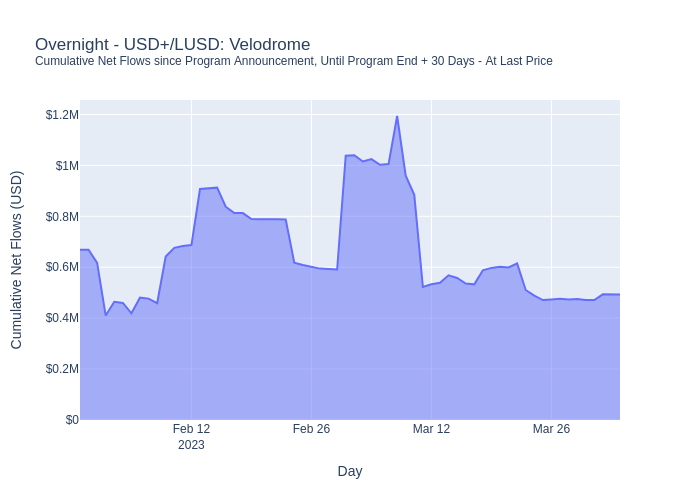 Overnight - USD+/LUSD: Velodrome
Cumulative Net Flows since Program Announcement, Until Program End + 30 Days - At Last Price
$1.2M
$1M
$0.8M
$0.6M
$0.4M
$0.2M
$0
Cumulative Net Flows (USD)
Feb 12
2023
Feb 26
Mar 12
Mar 26
Day